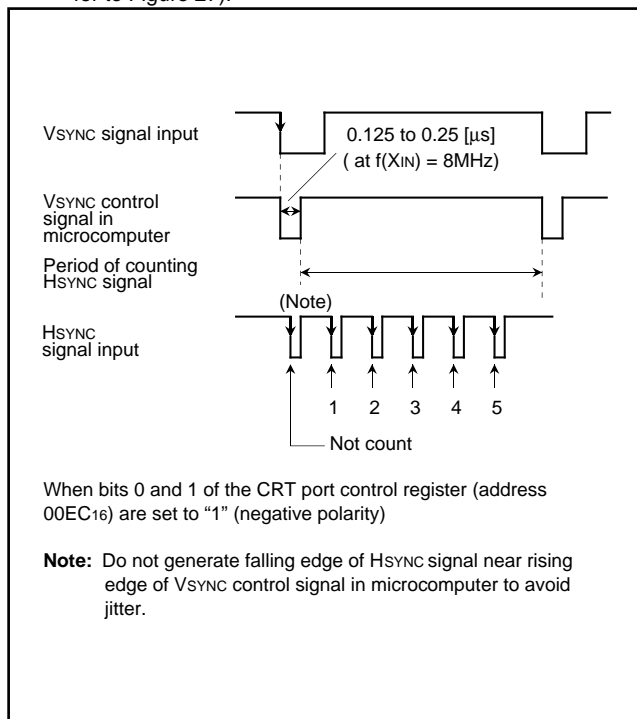 fer to Figure 27).
VSYNC signal input
0.125 to 0.25 [µs]
( at f(XIN) = 8MHz)
VSYNC control
signal in
microcomputer
Period of counting
HSYNC signal
(Note)
HSYNC
signal input
1 2 3 4 5
Not count
When bits 0 and 1 of the CRT port control register (address
00EC16) are set to “1” (negative polarity)
Note: Do not generate falling edge of HSYNC signal near rising
edge of VSYNC control signal in microcomputer to avoid
jitter.